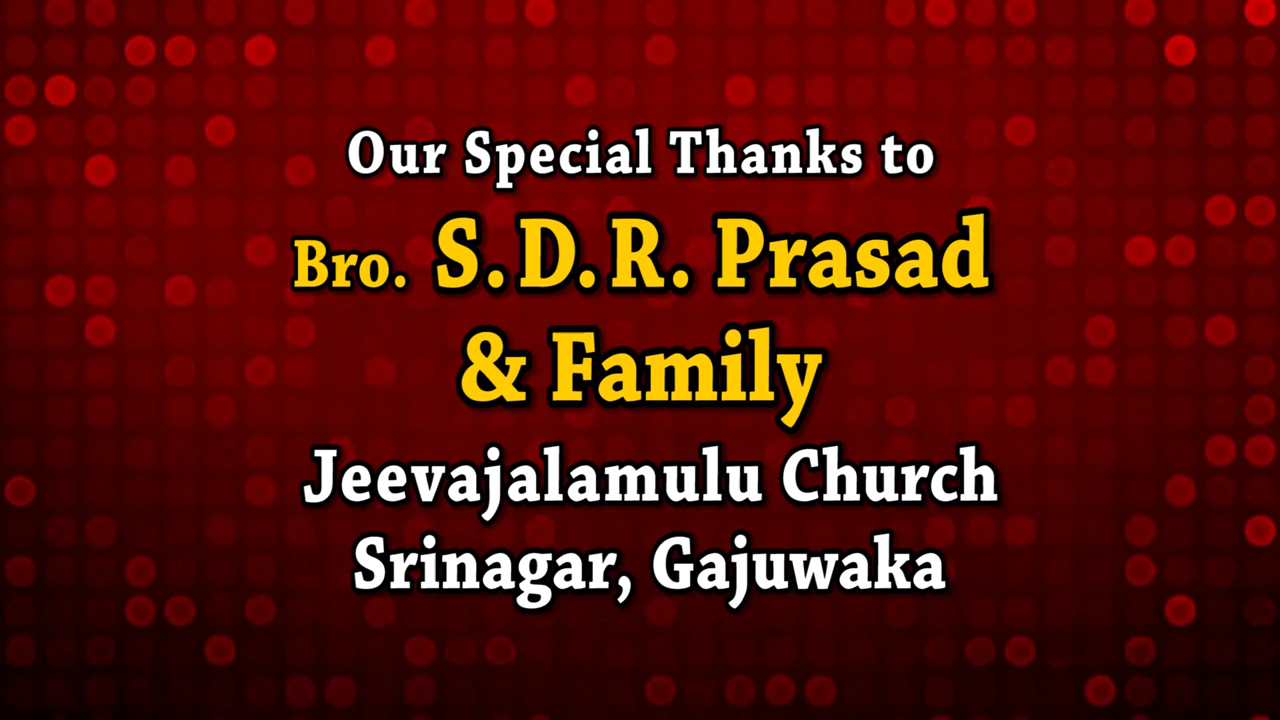 Our Special Thanks to
Bro. S.D.R. Prasad
& Family
Jeevajalamulu Church
Srinagar, Gajuwaka